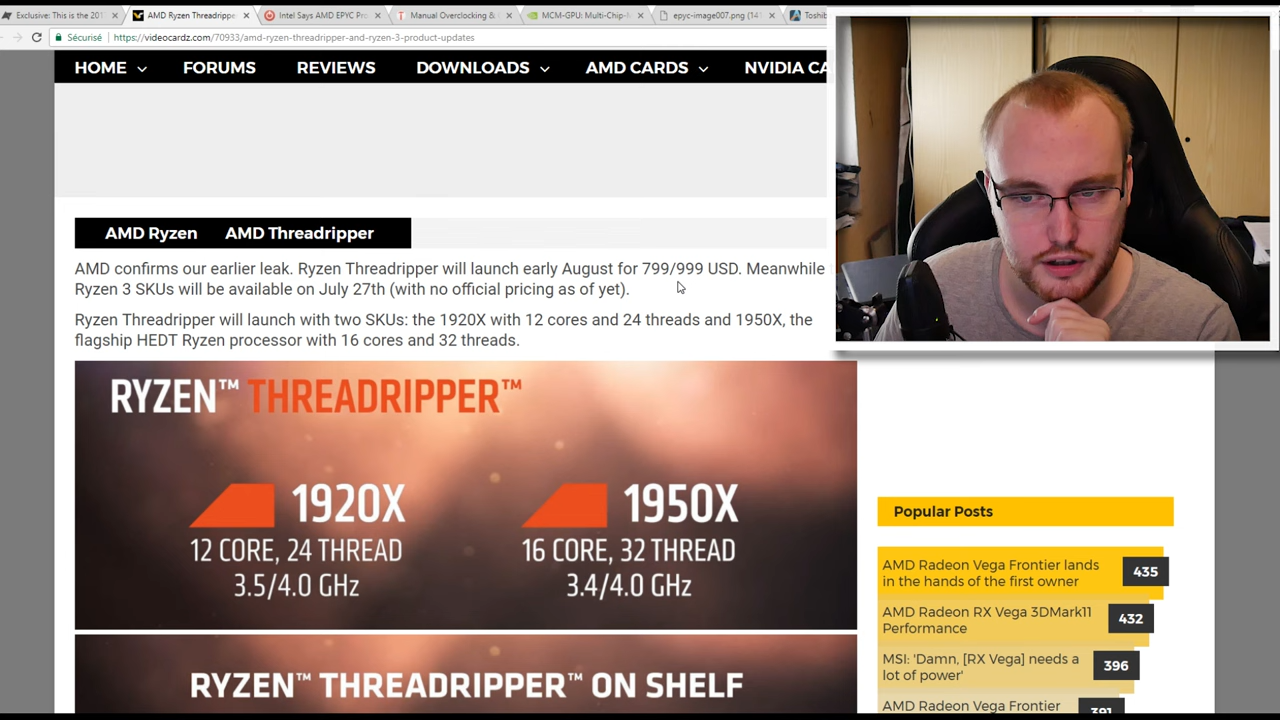 Exclusive: This is the 201
AMD Ryzen Threadripper
Intel Says AMD EPYC Pro
Manual Overclocking &
MCM-GPU: Multi-Chip-M
epyc-image007.png (141
Toshib
Sécurisé
https://videocardz.com/70933/amd-ryzen-threadripper-and-ryzen-3-product-updates
HOME FORUMS REVIEWS DOWNLOADS AMD CARDS NVIDIA CA
AMD Ryzen AMD Threadripper
AMD confirms our earlier leak. Ryzen Threadripper will launch early August for 799/999 USD. Meanwhile
Ryzen 3 SKUs will be available on July 27th (with no official pricing as of yet).
Ryzen Threadripper will launch with two SKUs: the 1920X with 12 cores and 24 threads and 1950X, the
flagship HEDT Ryzen processor with 16 cores and 32 threads.
RYZEN™ THREADRIPPER™
1920X
12 CORE, 24 THREAD
3.5/4.0 GHz
1950X
16 CORE, 32 THREAD
3.4/4.0 GHz
RYZEN™ THREADRIPPER™ ON SHELF
Popular Posts
AMD Radeon Vega Frontier lands
in the hands of the first owner
435
AMD Radeon RX Vega 3DMark11
Performance
432
MSI: 'Damn, [RX Vega] needs a
lot of power'
396
AMD Radeon Vega Frontier
391